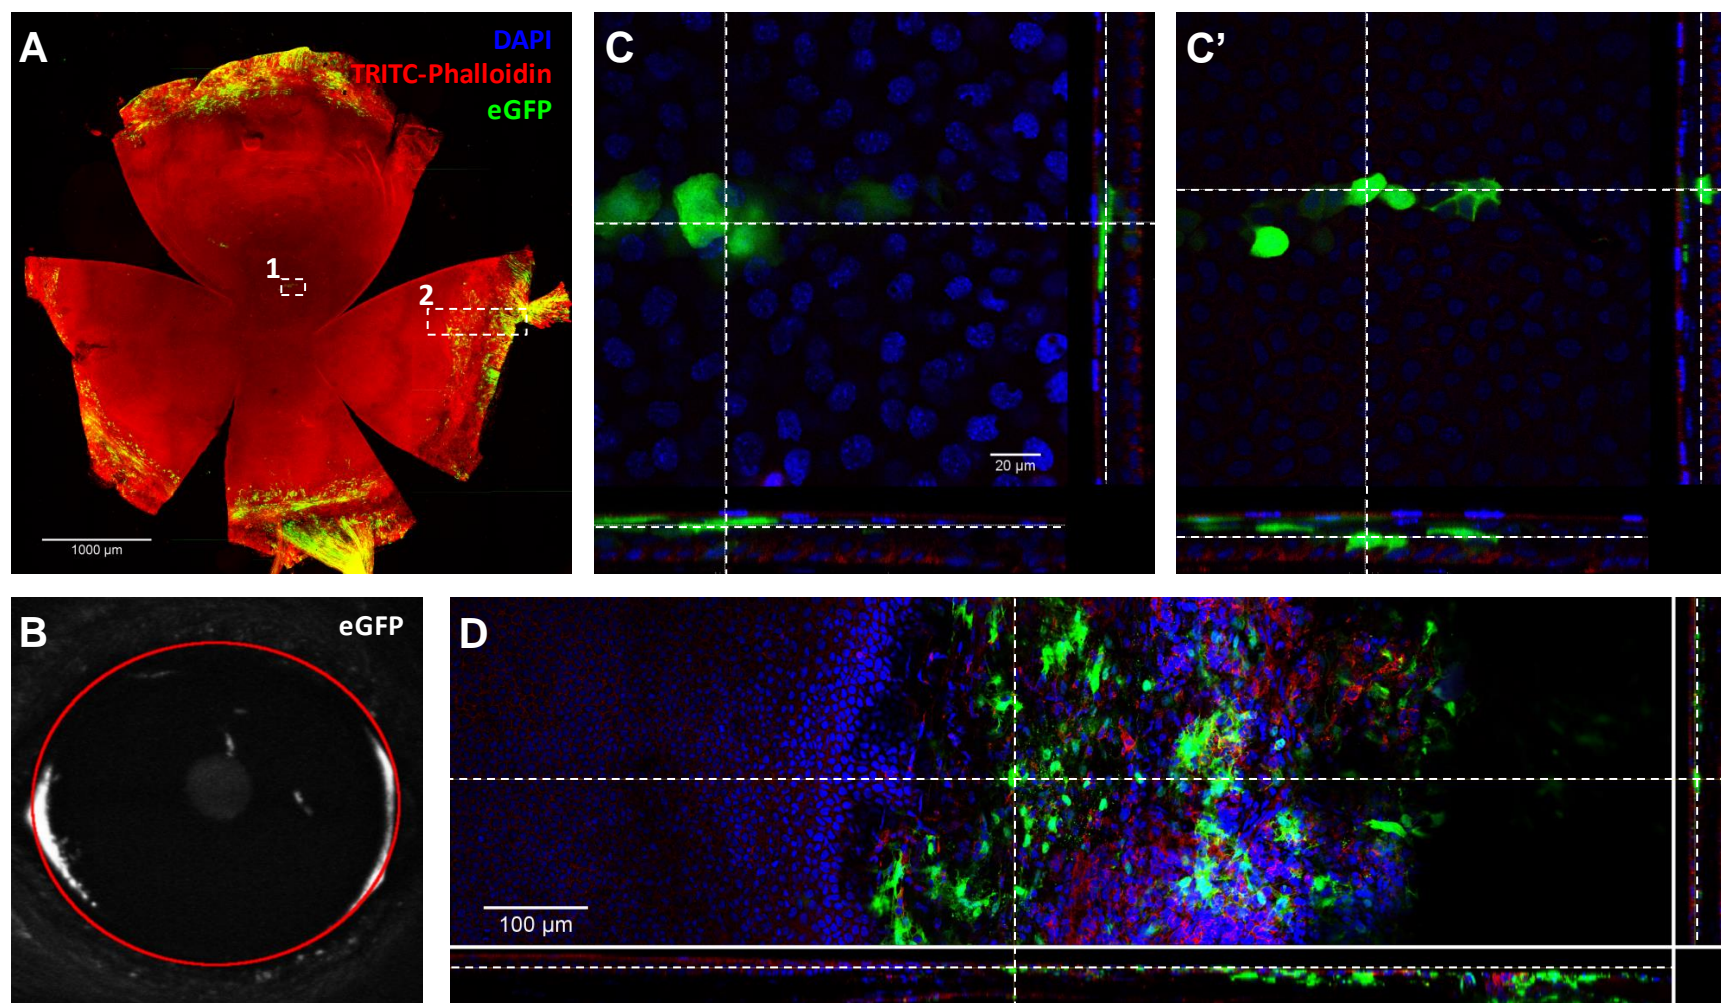 A
DAPI
TRITC-Phalloidin
eGFP
1
2
1000 µm
C
20 µm
C’
B
eGFP
D
100 µm